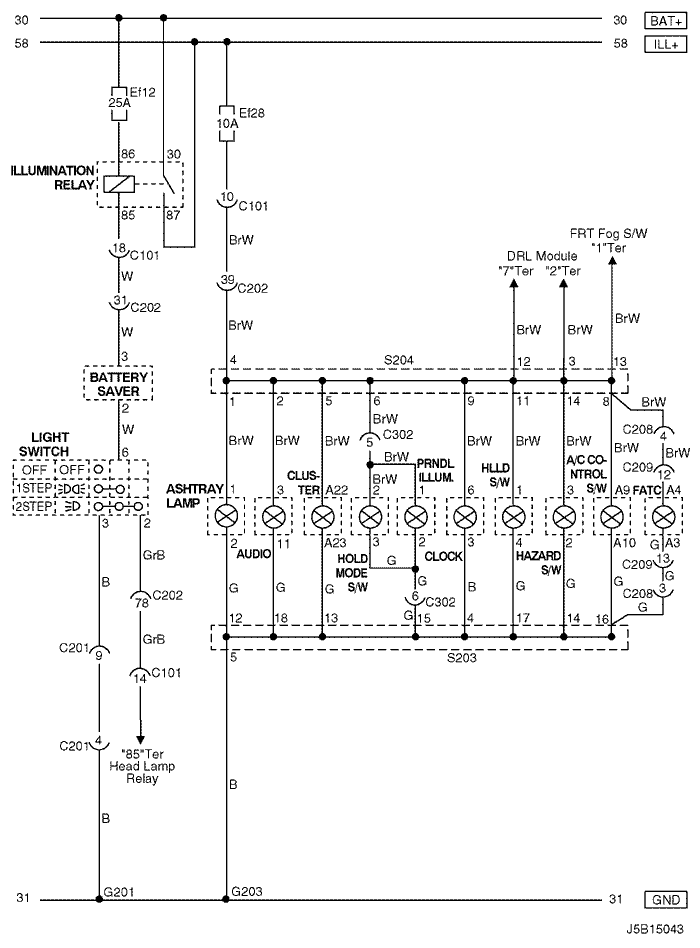 30 30 BAT+
58 58 ILL+
Ef12
25A
Ef28
10A
86 30
ILLUMINATION
RELAY
85 87
10
C101
18
C101
BrW
W
39
C202
31
C202
W
BrW
FRT Fog S/W
"1"Ter
DRL Module
"7"Ter "2"Ter
BrW BrW BrW
3
4 S204 12 3 13
BATTERY
SAVER
2
1 2 5 6 9 11 14 8
BrW
W
BrW
C208
4
LIGHT
SWITCH
6
BrW BrW BrW
5
C302
BrW BrW BrW BrW BrW
C209
12
BrW
OFF OFF
1STEP
2STEP
3 2
ASHTRAY
LAMP
CLUS-
TER
PRNDL
ILLUM.
HLLD
S/W
A/C CO-
NTROL
S/W
FATC
1 3 A22 2 1 6 1 3 A9 A4
BrW
2 11 A23 3 2 3 4 2 A10 A3
AUDIO
HOLD
MODE
S/W
CLOCK
HAZARD
S/W
G
G
13
C209
GrB
B
G G G G B G G G
6
C302
G
C208
3
G
78
C202
GrB
12 18 13 15 4 17 14 16
5 S203
C201
9
14
C101
C201
4
"85"Ter
Head Lamp
Relay
B
B
G201 G203
31 31 GND
J5B15043